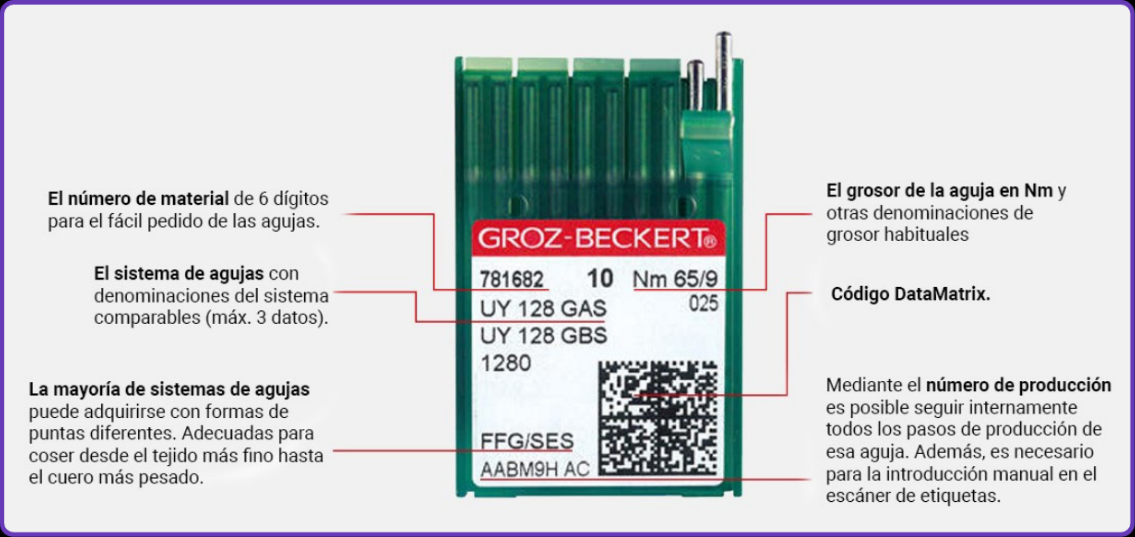 El número de material de 6 dígitos
para el fácil pedido de las agujas.
El sistema de agujas con
denominaciones del sistema
comparables (máx. 3 datos).
La mayoría de sistemas de agujas
puede adquirirse con formas de
puntas diferentes. Adecuadas para
coser desde el tejido más fino hasta
el cuero más pesado.
GROZ-BECKERT®
781682 10 Nm 65/9
025
UY 128 GAS
UY 128 GBS
1280
FFG/SES
AABM9H AC
El grosor de la aguja en Nm y
otras denominaciones de
grosor habituales
Código DataMatrix.
Mediante el número de producción
es posible seguir internamente
todos los pasos de producción de
esa aguja. Además, es necesario
para la introducción manual en el
escáner de etiquetas.